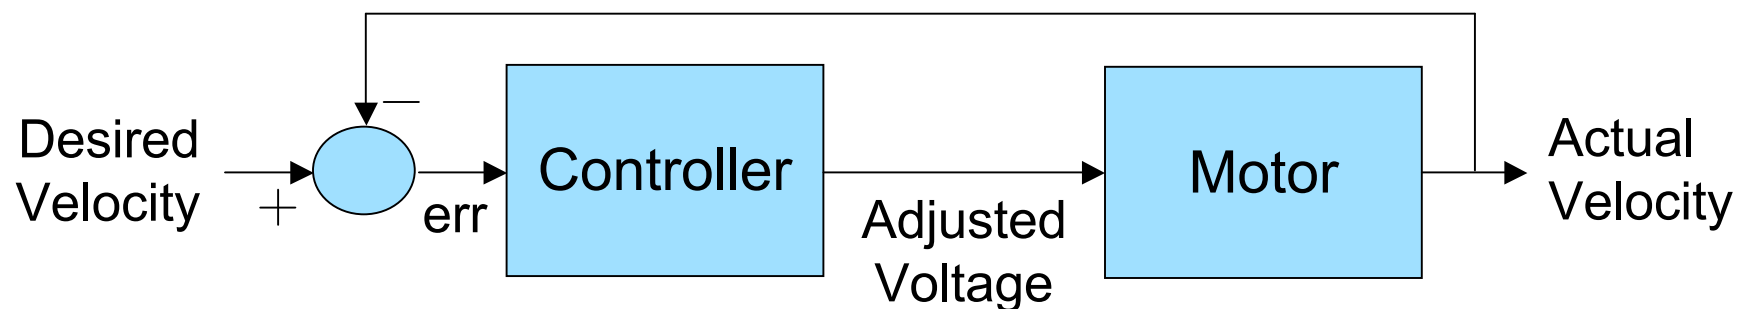 Desired
Velocity
+
−
err
Controller
Adjusted
Voltage
Motor
Actual
Velocity